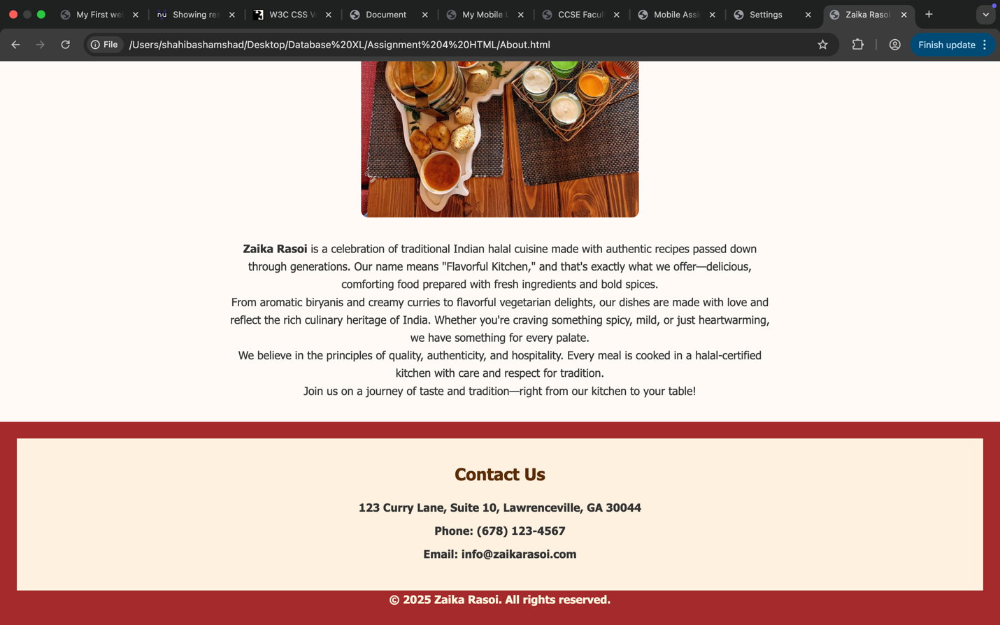 My First we
Showing res
W3C CSS V
Document
My Mobile U
CCSE Facul
Mobile Assi
Settings
Zaika Rasoi
File
/Users/shahibashamshad/Desktop/Database%20XL/Assignment%204%20HTML/About.html
Finish update
Zaika Rasoi is a celebration of traditional Indian halal cuisine made with authentic recipes passed down
through generations. Our name means "Flavorful Kitchen," and that's exactly what we offer—delicious,
comforting food prepared with fresh ingredients and bold spices.
From aromatic biryanis and creamy curries to flavorful vegetarian delights, our dishes are made with love and
reflect the rich culinary heritage of India. Whether you're craving something spicy, mild, or just heartwarming,
we have something for every palate.
We believe in the principles of quality, authenticity, and hospitality. Every meal is cooked in a halal-certified
kitchen with care and respect for tradition.
Join us on a journey of taste and tradition—right from our kitchen to your table!
Contact Us
123 Curry Lane, Suite 10, Lawrenceville, GA 30044
Phone: (678) 123-4567
Email: info@zaikarasoi.com
© 2025 Zaika Rasoi. All rights reserved.